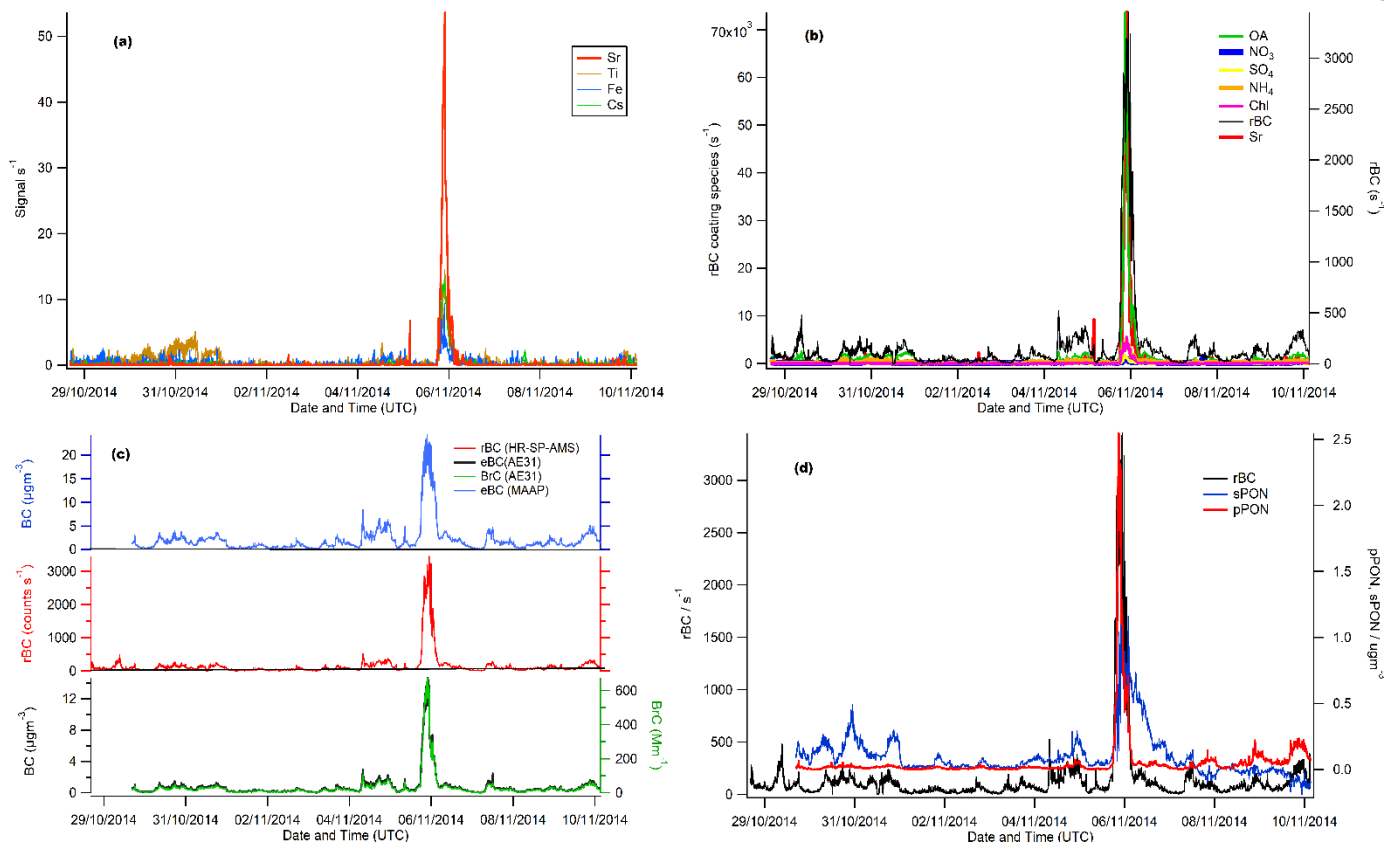 (a)
Sr
Ti
Fe
Cs
50
40
30
20
10
0
Signal s⁻¹
29/10/2014 31/10/2014 02/11/2014 04/11/2014 06/11/2014 08/11/2014 10/11/2014
Date and Time (UTC)
(b)
OA
NO₃
SO₄
NH₄
Chl
rBC
Sr
70x10³
60
50
40
30
20
10
0
rBC coating species (s⁻¹)
3000
2500
2000
1500
1000
500
0
rBC (s⁻¹)
29/10/2014 31/10/2014 02/11/2014 04/11/2014 06/11/2014 08/11/2014 10/11/2014
Date and Time (UTC)
(c)
rBC (HR-SP-AMS)
eBC(AE31)
BrC (AE31)
eBC (MAAP)
20
15
10
5
0
BC (µgm⁻³)
3000
2000
1000
0
rBC (counts s⁻¹)
12
8
4
0
BC (µgm⁻³)
600
400
200
0
BrC (Mm⁻¹)
29/10/2014 31/10/2014 02/11/2014 04/11/2014 06/11/2014 08/11/2014 10/11/2014
Date and Time (UTC)
(d)
rBC
sPON
pPON
3000
2500
2000
1500
1000
500
0
rBC / s⁻¹
2.5
2.0
1.5
1.0
0.5
0.0
pPON, sPON / ugm⁻³
29/10/2014 31/10/2014 02/11/2014 04/11/2014 06/11/2014 08/11/2014 10/11/2014
Date and Time (UTC)